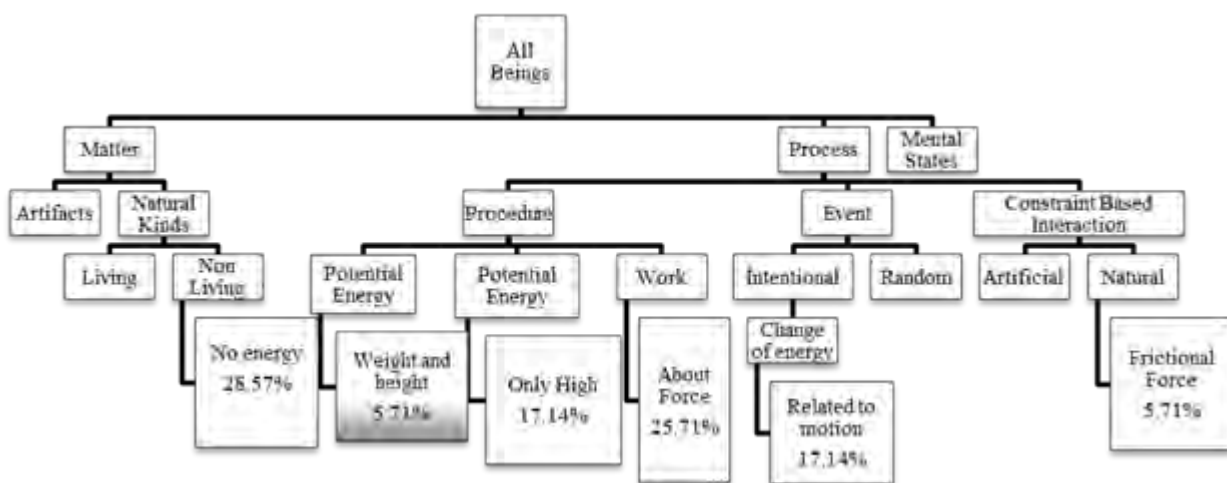 All
Beings
Matter
Process
Mental
States
Artifacts
Natural
Kinds
Procedure
Event
Constraint Based
Interaction
Living
Non
Living
Potential
Energy
Potential
Energy
Work
Intentional
Random
Artificial
Natural
No energy
28.57%
Weight and
height
5.71%
Only High
17.14%
About
Force
25.71%
Change
of energy
Related to
motion
17.14%
Frictional
Force
5.71%